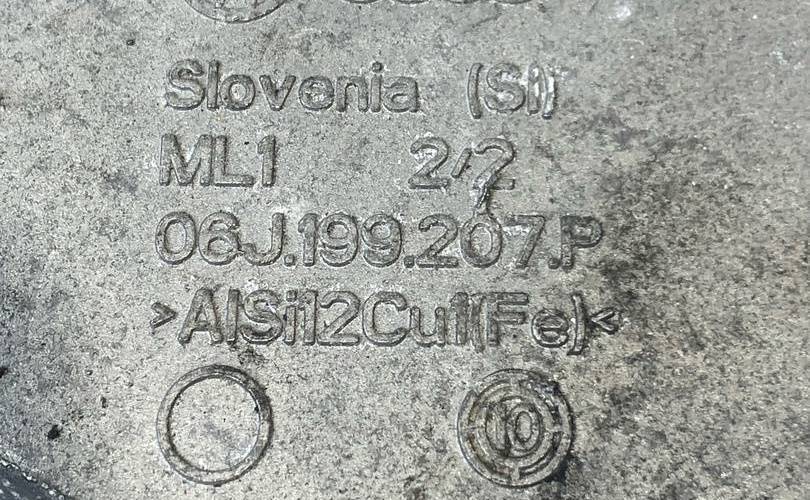 Slovenia (SI)
ML1 2/2
06J.199.207.P
>AlSi12Cu1(Fe)<
10